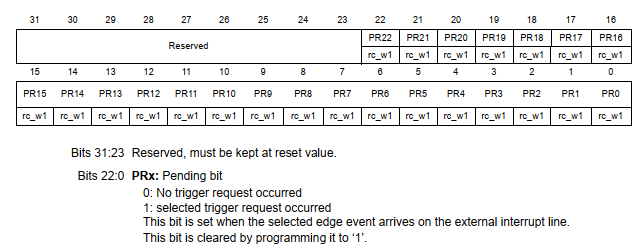 31 30 29 28 27 26 25 24 23 22 21 20 19 18 17 16
Reserved PR22 PR21 PR20 PR19 PR18 PR17 PR16
rc_w1 rc_w1 rc_w1 rc_w1 rc_w1 rc_w1 rc_w1
15 14 13 12 11 10 9 8 7 6 5 4 3 2 1 0
PR15 PR14 PR13 PR12 PR11 PR10 PR9 PR8 PR7 PR6 PR5 PR4 PR3 PR2 PR1 PR0
rc_w1 rc_w1 rc_w1 rc_w1 rc_w1 rc_w1 rc_w1 rc_w1 rc_w1 rc_w1 rc_w1 rc_w1 rc_w1 rc_w1 rc_w1 rc_w1
Bits 31:23 Reserved, must be kept at reset value.
Bits 22:0 PRx: Pending bit
0: No trigger request occurred
1: selected trigger request occurred
This bit is set when the selected edge event arrives on the external interrupt line.
This bit is cleared by programming it to ‘1’.